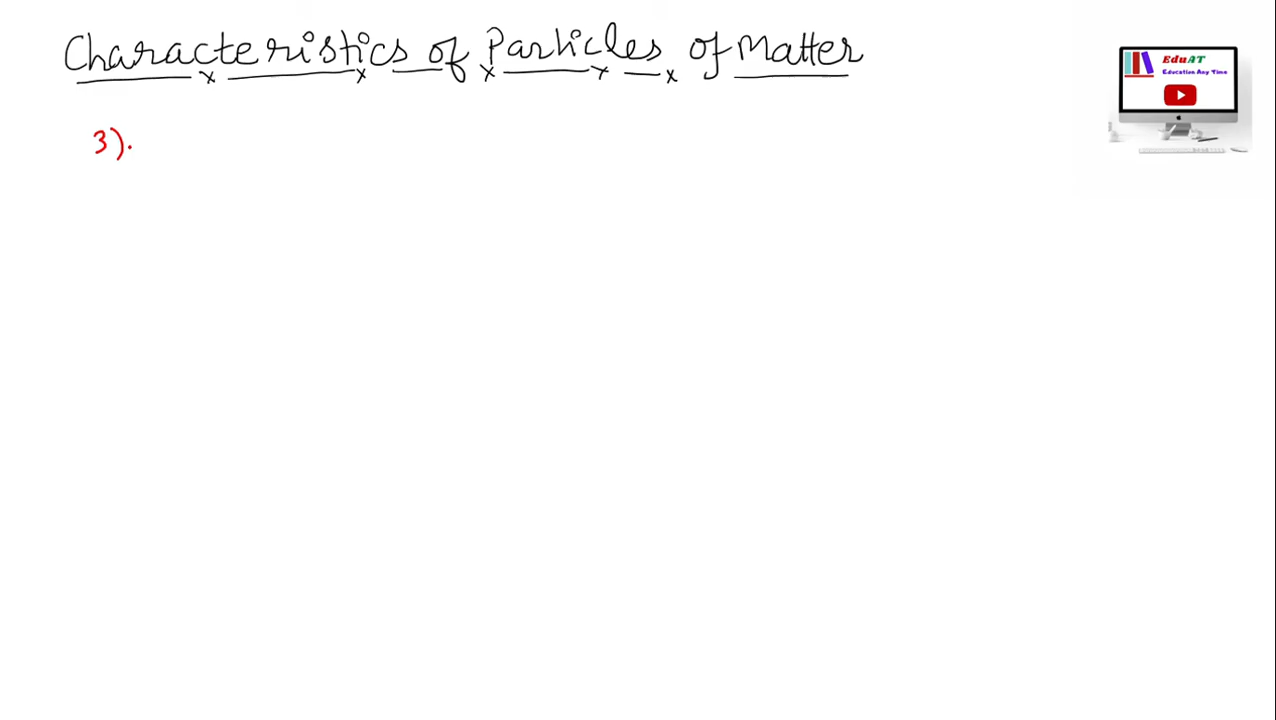 Characteristics of Particles of Matter
EduAT
Education Any Time
3).